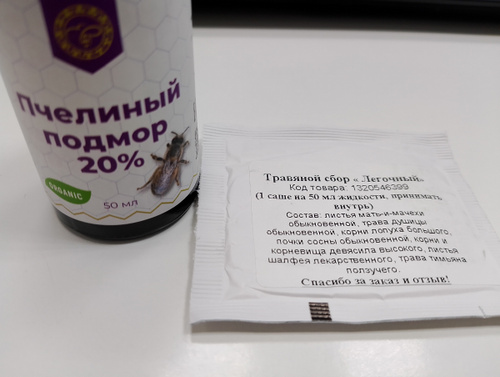 Пчелиный
подмор
20%
ORGANIC
50 мл
Травяной сбор « Легочный»
Код товара: 1320546399
(1 саше на 50 мл жидкости, принимать
внутрь)
Состав: листья мать-и-мачехи
обыкновенной, трава душицы
обыкновенной, корни лопуха большого,
почки сосны обыкновенной, корни и
корневища девясила высокого, листья
шалфея лекарственного, трава тимьяна
ползучего.
Спасибо за заказ и отзыв!